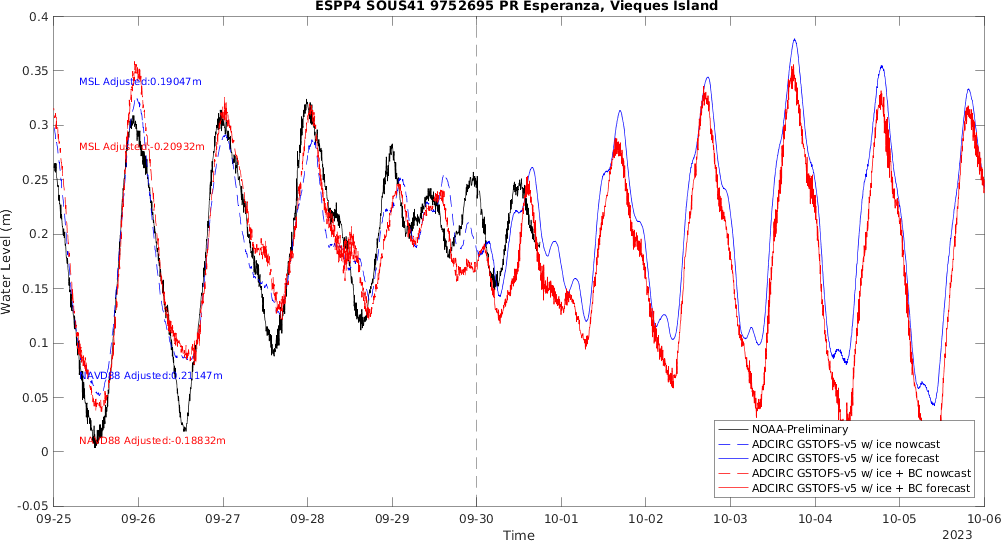 ESPP4 SOUS41 9752695 PR Esperanza, Vieques Island
0.4
0.35
0.3
0.25
0.2
0.15
0.1
0.05
0
-0.05
Water Level (m)
MSL Adjusted:0.19047m
MSL Adjusted:-0.20932m
NAVD88 Adjusted:0.21147m
NAVD88 Adjusted:-0.18832m
NOAA-Preliminary
ADCIRC GSTOFS-v5 w/ ice nowcast
ADCIRC GSTOFS-v5 w/ ice forecast
ADCIRC GSTOFS-v5 w/ ice + BC nowcast
ADCIRC GSTOFS-v5 w/ ice + BC forecast
09-25 09-26 09-27 09-28 09-29 09-30 10-01 10-02 10-03 10-04 10-05 10-06
Time
2023